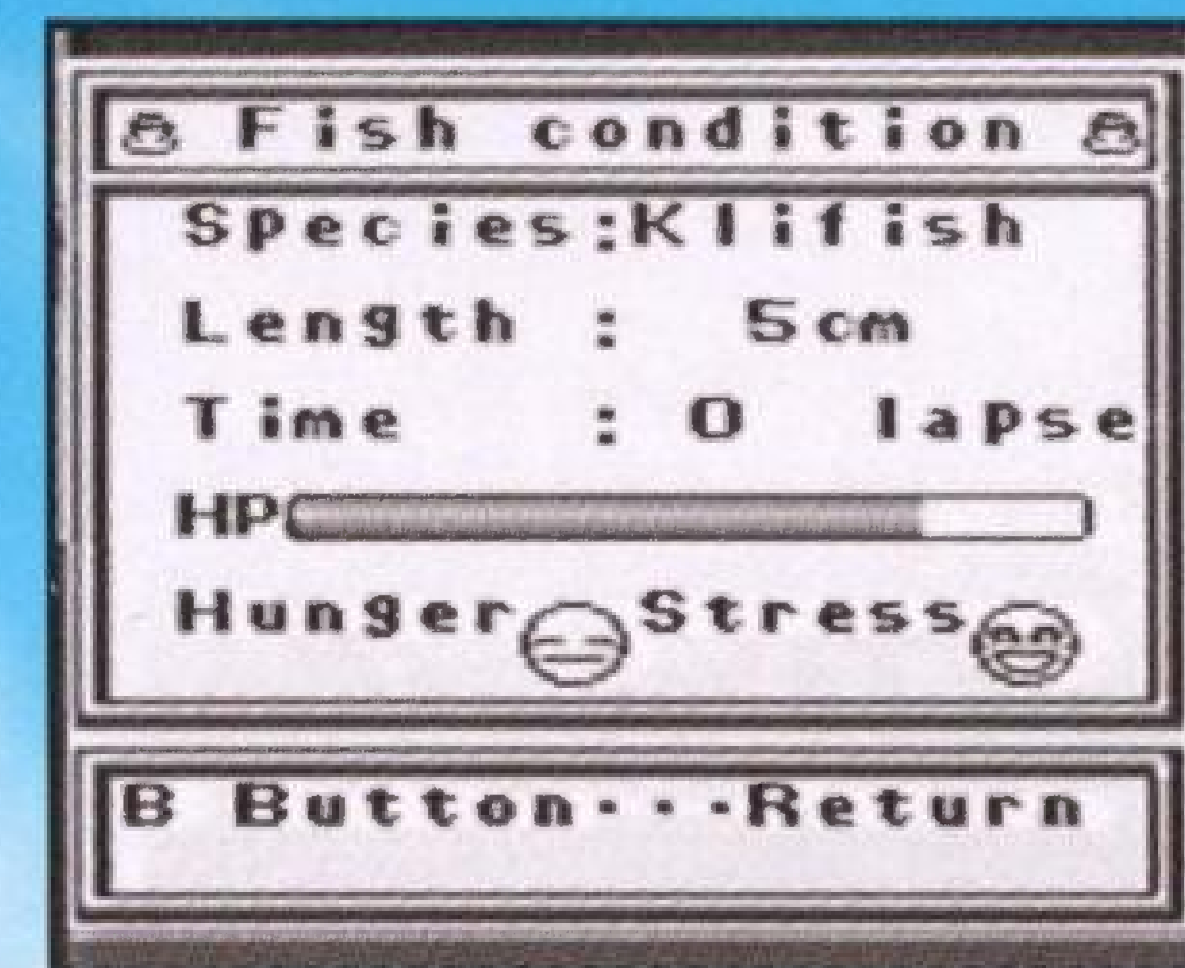 Fish condition
Species:Klifish
Length : 5cm
Time : 0 lapse
HP
Hunger Stress
B Button···Return